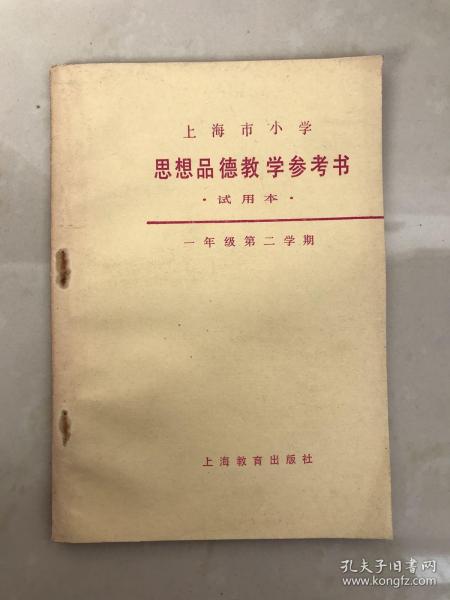 上海市小学
思想品德教学参考书
·试用本·
一年级第二学期
上海教育出版社
孔夫子旧书网
www.kongfz.com